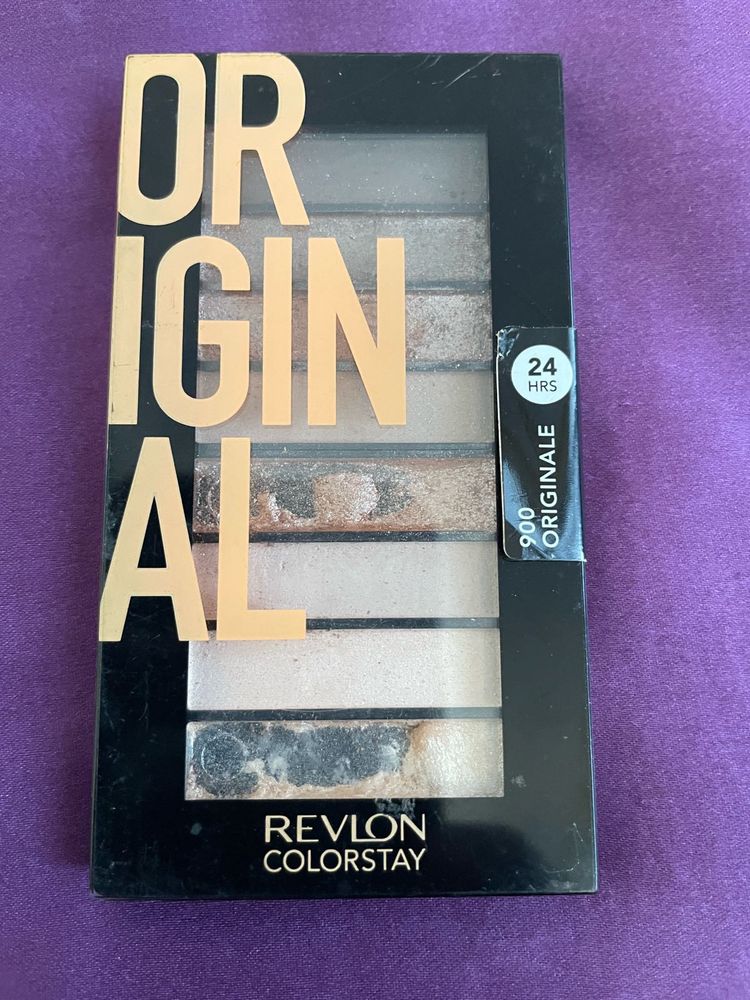 OR
IGIN
AL
24
HRS
900
ORIGINALE
REVLON
COLORSTAY